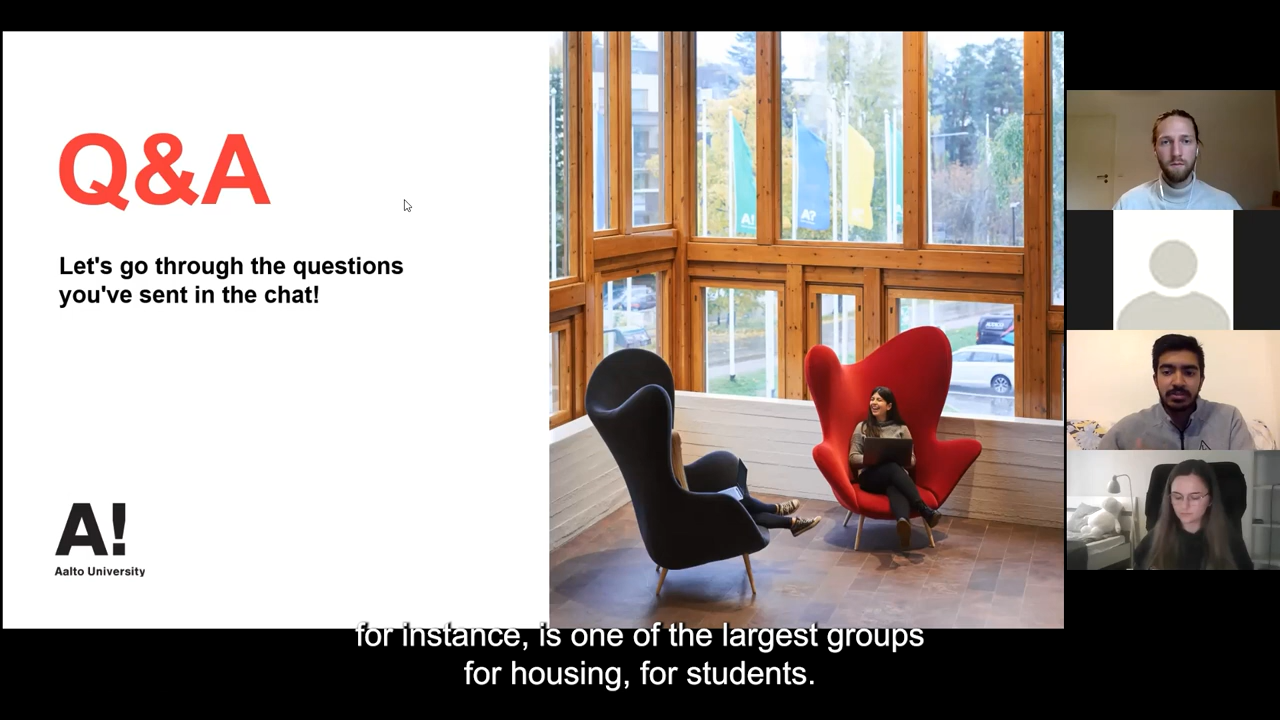 Q&A
Let's go through the questions
you've sent in the chat!
A!
Aalto University
A!
A?
for instance, is one of the largest groups
for housing, for students.